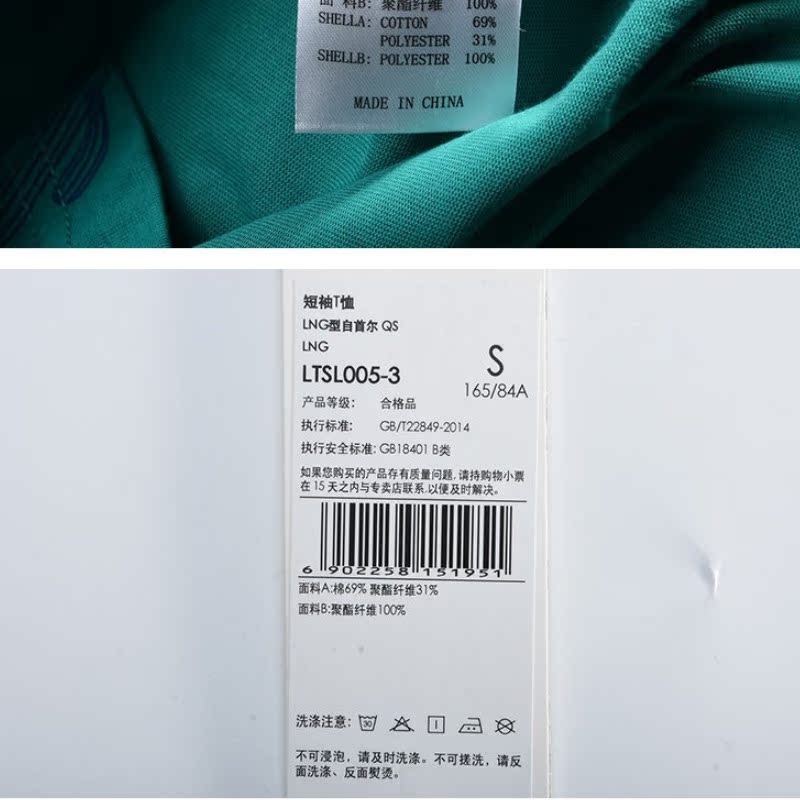 面料B: 聚酯纤维 100%
SHELLA: COTTON 69%
POLYESTER 31%
SHELLB: POLYESTER 100%
MADE IN CHINA
短袖T恤
LNG型自首尔 QS
LNG
LTSL005-3
S
165/84A
产品等级: 合格品
执行标准: GB/T22849-2014
执行安全标准: GB18401 B类
如果您购买的产品存有质量问题,请持购物小票
在 15 天之内与专卖店联系,以便及时解决。
6 902258 151951
面料A:棉69% 聚酯纤维31%
面料B:聚酯纤维100%
洗涤注意: 30
不可浸泡, 请及时洗涤。不可搓洗, 请反
面洗涤、反面熨烫。